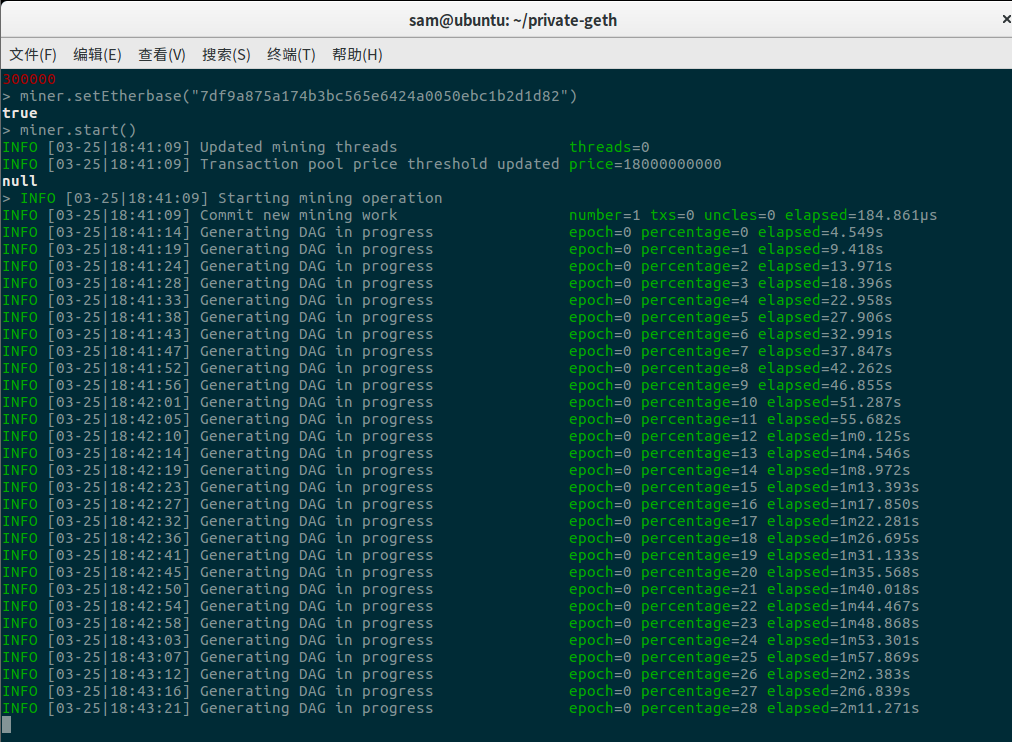 sam@ubuntu: ~/private-geth ×
文件(F) 编辑(E) 查看(V) 搜索(S) 终端(T) 帮助(H)
300000
> miner.setEtherbase("7df9a875a174b3bc565e6424a0050ebc1b2d1d82")
true
> miner.start()
INFO [03-25|18:41:09] Updated mining threads threads=0
INFO [03-25|18:41:09] Transaction pool price threshold updated price=18000000000
null
> INFO [03-25|18:41:09] Starting mining operation
INFO [03-25|18:41:09] Commit new mining work number=1 txs=0 uncles=0 elapsed=184.861µs
INFO [03-25|18:41:14] Generating DAG in progress epoch=0 percentage=0 elapsed=4.549s
INFO [03-25|18:41:19] Generating DAG in progress epoch=0 percentage=1 elapsed=9.418s
INFO [03-25|18:41:24] Generating DAG in progress epoch=0 percentage=2 elapsed=13.971s
INFO [03-25|18:41:28] Generating DAG in progress epoch=0 percentage=3 elapsed=18.396s
INFO [03-25|18:41:33] Generating DAG in progress epoch=0 percentage=4 elapsed=22.958s
INFO [03-25|18:41:38] Generating DAG in progress epoch=0 percentage=5 elapsed=27.906s
INFO [03-25|18:41:43] Generating DAG in progress epoch=0 percentage=6 elapsed=32.991s
INFO [03-25|18:41:47] Generating DAG in progress epoch=0 percentage=7 elapsed=37.847s
INFO [03-25|18:41:52] Generating DAG in progress epoch=0 percentage=8 elapsed=42.262s
INFO [03-25|18:41:56] Generating DAG in progress epoch=0 percentage=9 elapsed=46.855s
INFO [03-25|18:42:01] Generating DAG in progress epoch=0 percentage=10 elapsed=51.287s
INFO [03-25|18:42:05] Generating DAG in progress epoch=0 percentage=11 elapsed=55.682s
INFO [03-25|18:42:10] Generating DAG in progress epoch=0 percentage=12 elapsed=1m0.125s
INFO [03-25|18:42:14] Generating DAG in progress epoch=0 percentage=13 elapsed=1m4.546s
INFO [03-25|18:42:19] Generating DAG in progress epoch=0 percentage=14 elapsed=1m8.972s
INFO [03-25|18:42:23] Generating DAG in progress epoch=0 percentage=15 elapsed=1m13.393s
INFO [03-25|18:42:27] Generating DAG in progress epoch=0 percentage=16 elapsed=1m17.850s
INFO [03-25|18:42:32] Generating DAG in progress epoch=0 percentage=17 elapsed=1m22.281s
INFO [03-25|18:42:36] Generating DAG in progress epoch=0 percentage=18 elapsed=1m26.695s
INFO [03-25|18:42:41] Generating DAG in progress epoch=0 percentage=19 elapsed=1m31.133s
INFO [03-25|18:42:45] Generating DAG in progress epoch=0 percentage=20 elapsed=1m35.568s
INFO [03-25|18:42:50] Generating DAG in progress epoch=0 percentage=21 elapsed=1m40.018s
INFO [03-25|18:42:54] Generating DAG in progress epoch=0 percentage=22 elapsed=1m44.467s
INFO [03-25|18:42:58] Generating DAG in progress epoch=0 percentage=23 elapsed=1m48.868s
INFO [03-25|18:43:03] Generating DAG in progress epoch=0 percentage=24 elapsed=1m53.301s
INFO [03-25|18:43:07] Generating DAG in progress epoch=0 percentage=25 elapsed=1m57.869s
INFO [03-25|18:43:12] Generating DAG in progress epoch=0 percentage=26 elapsed=2m2.383s
INFO [03-25|18:43:16] Generating DAG in progress epoch=0 percentage=27 elapsed=2m6.839s
INFO [03-25|18:43:21] Generating DAG in progress epoch=0 percentage=28 elapsed=2m11.271s